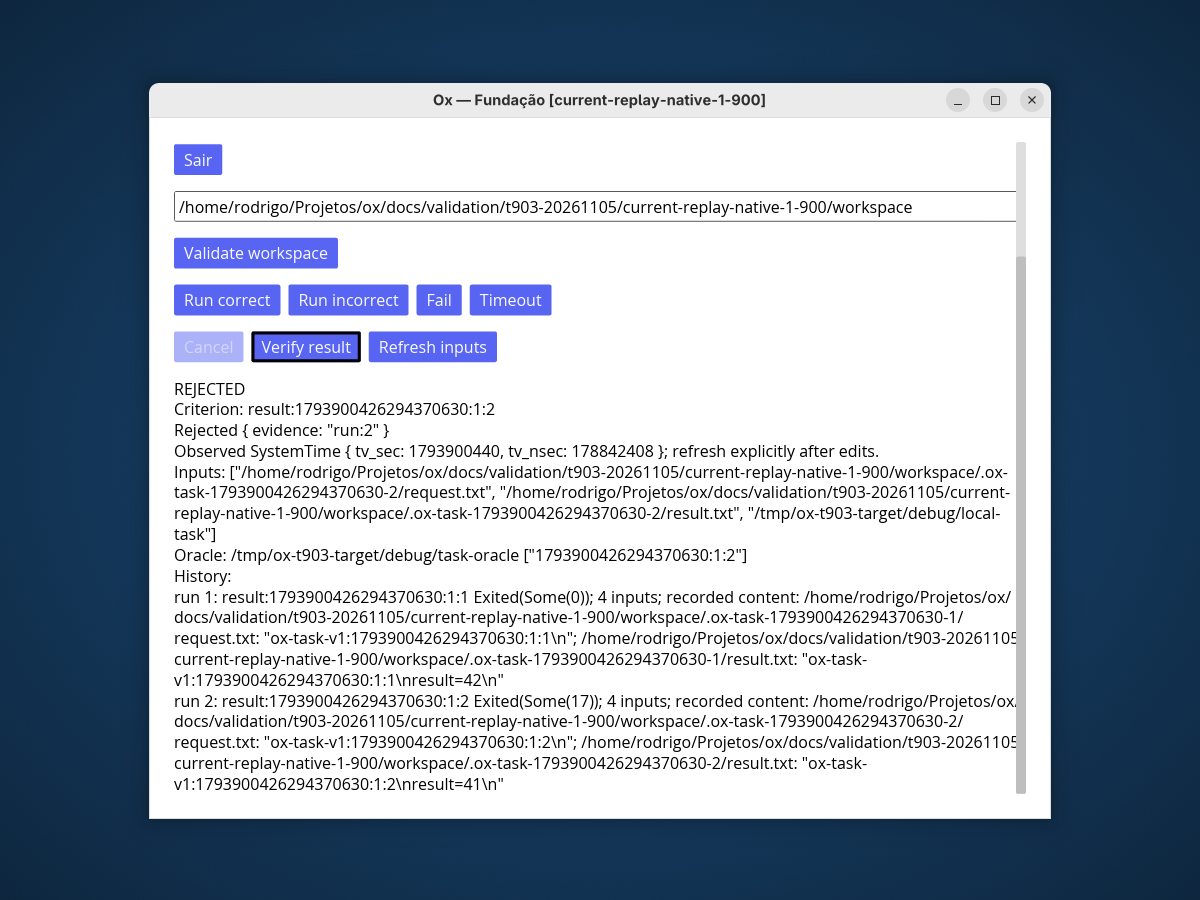 Ox — Fundação [current-replay-native-1-900]
Sair
/home/rodrigo/Projetos/ox/docs/validation/t903-20261105/current-replay-native-1-900/workspace
Validate workspace
Run correct Run incorrect Fail Timeout
Cancel Verify result Refresh inputs
REJECTED
Criterion: result:1793900426294370630:1:2
Rejected { evidence: "run:2" }
Observed SystemTime { tv_sec: 1793900440, tv_nsec: 178842408 }; refresh explicitly after edits.
Inputs: ["/home/rodrigo/Projetos/ox/docs/validation/t903-20261105/current-replay-native-1-900/workspace/.ox-
task-1793900426294370630-2/request.txt", "/home/rodrigo/Projetos/ox/docs/validation/t903-20261105/current-
replay-native-1-900/workspace/.ox-task-1793900426294370630-2/result.txt", "/tmp/ox-t903-target/debug/local-
task"]
Oracle: /tmp/ox-t903-target/debug/task-oracle ["1793900426294370630:1:2"]
History:
run 1: result:1793900426294370630:1:1 Exited(Some(0)); 4 inputs; recorded content: /home/rodrigo/Projetos/ox/
docs/validation/t903-20261105/current-replay-native-1-900/workspace/.ox-task-1793900426294370630-1/
request.txt: "ox-task-v1:1793900426294370630:1:1\n"; /home/rodrigo/Projetos/ox/docs/validation/t903-20261105
current-replay-native-1-900/workspace/.ox-task-1793900426294370630-1/result.txt: "ox-task-
v1:1793900426294370630:1:1\nresult=42\n"
run 2: result:1793900426294370630:1:2 Exited(Some(17)); 4 inputs; recorded content: /home/rodrigo/Projetos/ox/
docs/validation/t903-20261105/current-replay-native-1-900/workspace/.ox-task-1793900426294370630-2/
request.txt: "ox-task-v1:1793900426294370630:1:2\n"; /home/rodrigo/Projetos/ox/docs/validation/t903-20261105
current-replay-native-1-900/workspace/.ox-task-1793900426294370630-2/result.txt: "ox-task-
v1:1793900426294370630:1:2\nresult=41\n"